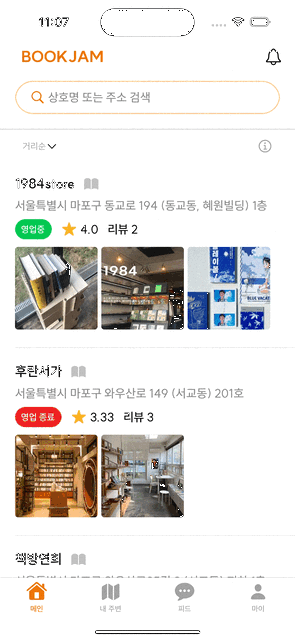 11:07
BOOKJAM
상호명 또는 주소 검색
거리순
1984store
서울특별시 마포구 동교로 194 (동교동, 혜원빌딩) 1층
영업중 4.0 리뷰 2
1984
후란서가
서울특별시 마포구 와우산로 149 (서교동) 201호
영업 종료 3.33 리뷰 3
책방연희
메인 내 주변 피드 마이